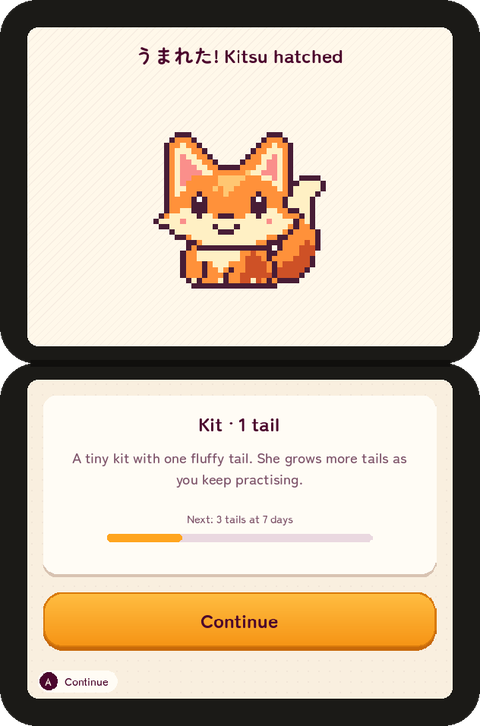 うまれた! Kitsu hatched
Kit · 1 tail
A tiny kit with one fluffy tail. She grows more tails as
you keep practising.
Next: 3 tails at 7 days
Continue
A Continue